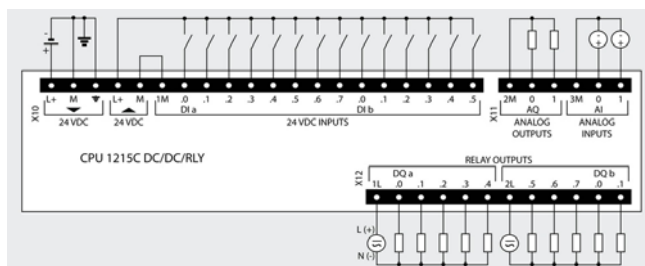 - +
+ + + +
X10
L+ M L+ M 1M .0 .1 .2 .3 .4 .5 .6 .7 .0 .1 .2 .3 .4 .5
24 VDC 24 VDC DI a DI b
24 VDC INPUTS
X11
2M 0 1 3M 0 1
AQ AI
ANALOG OUTPUTS ANALOG INPUTS
CPU 1215C DC/DC/RLY
RELAY OUTPUTS
X12
DQ a DQ b
1L .0 .1 .2 .3 .4 2L .5 .6 .7 .0 .1
L (+)
N (-)